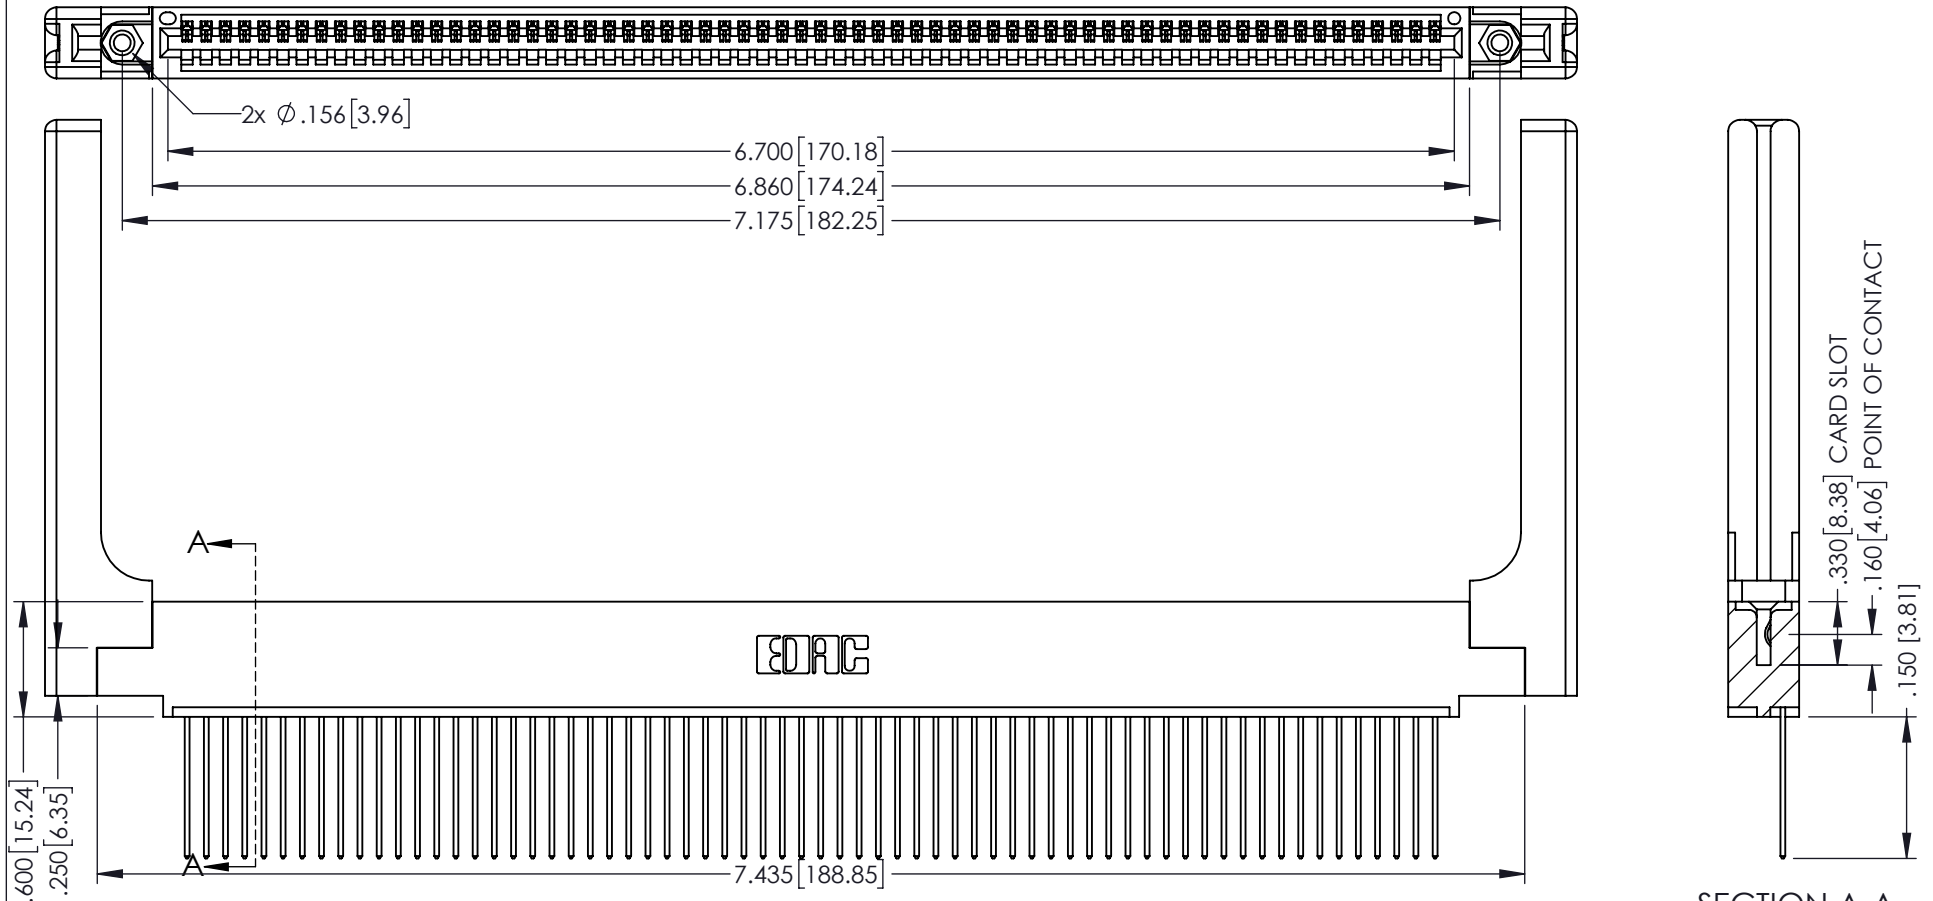 2x Ø.156[3.96]
6.700[170.18]
6.860[174.24]
7.175[182.25]
.330[8.38] CARD SLOT
.160[4.06] POINT OF CONTACT
.150 [3.81]
A
EDAC
.600[15.24]
.250[6.35]
A
7.435[188.85]
SECTION A-A